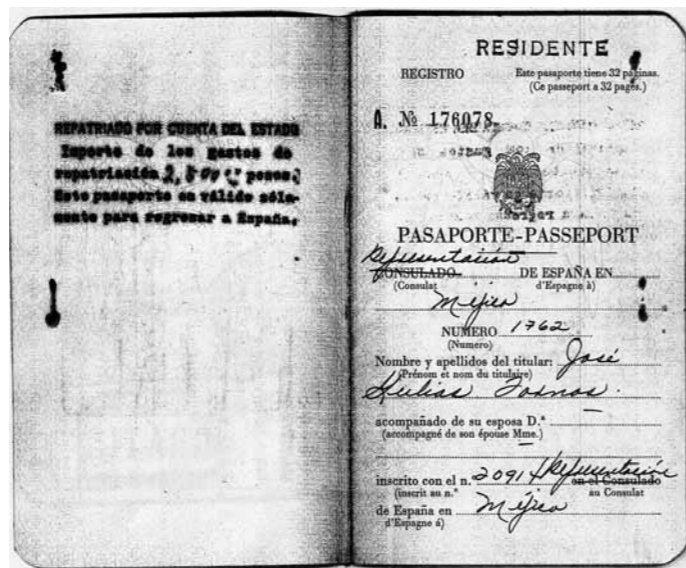 REPATRIADO POR CUENTA DEL ESTADO
Importe de los gastos de
repatriación pesos.
Este pasaporte es válido sóla-
mente para regresar a España.
RESIDENTE
REGISTRO Este pasaporte tiene 32 páginas.
(Ce passeport a 32 pages.)
A. Nº 176078
PASAPORTE-PASSEPORT
Representación
CONSULADO DE ESPAÑA EN
(Consulat d'Espagne à)
Méjico
NUMERO 1762
(Numero)
Nombre y apellidos del titular: José
(Prénom et nom du titulaire)
acompañado de su esposa D.ª
(accompagné de son épouse Mme.)
inscrito con el n.º 2091 Representación
en el Consulado
(inscrit au n.º au Consulat
de España en Méjico
d'Espagne á)